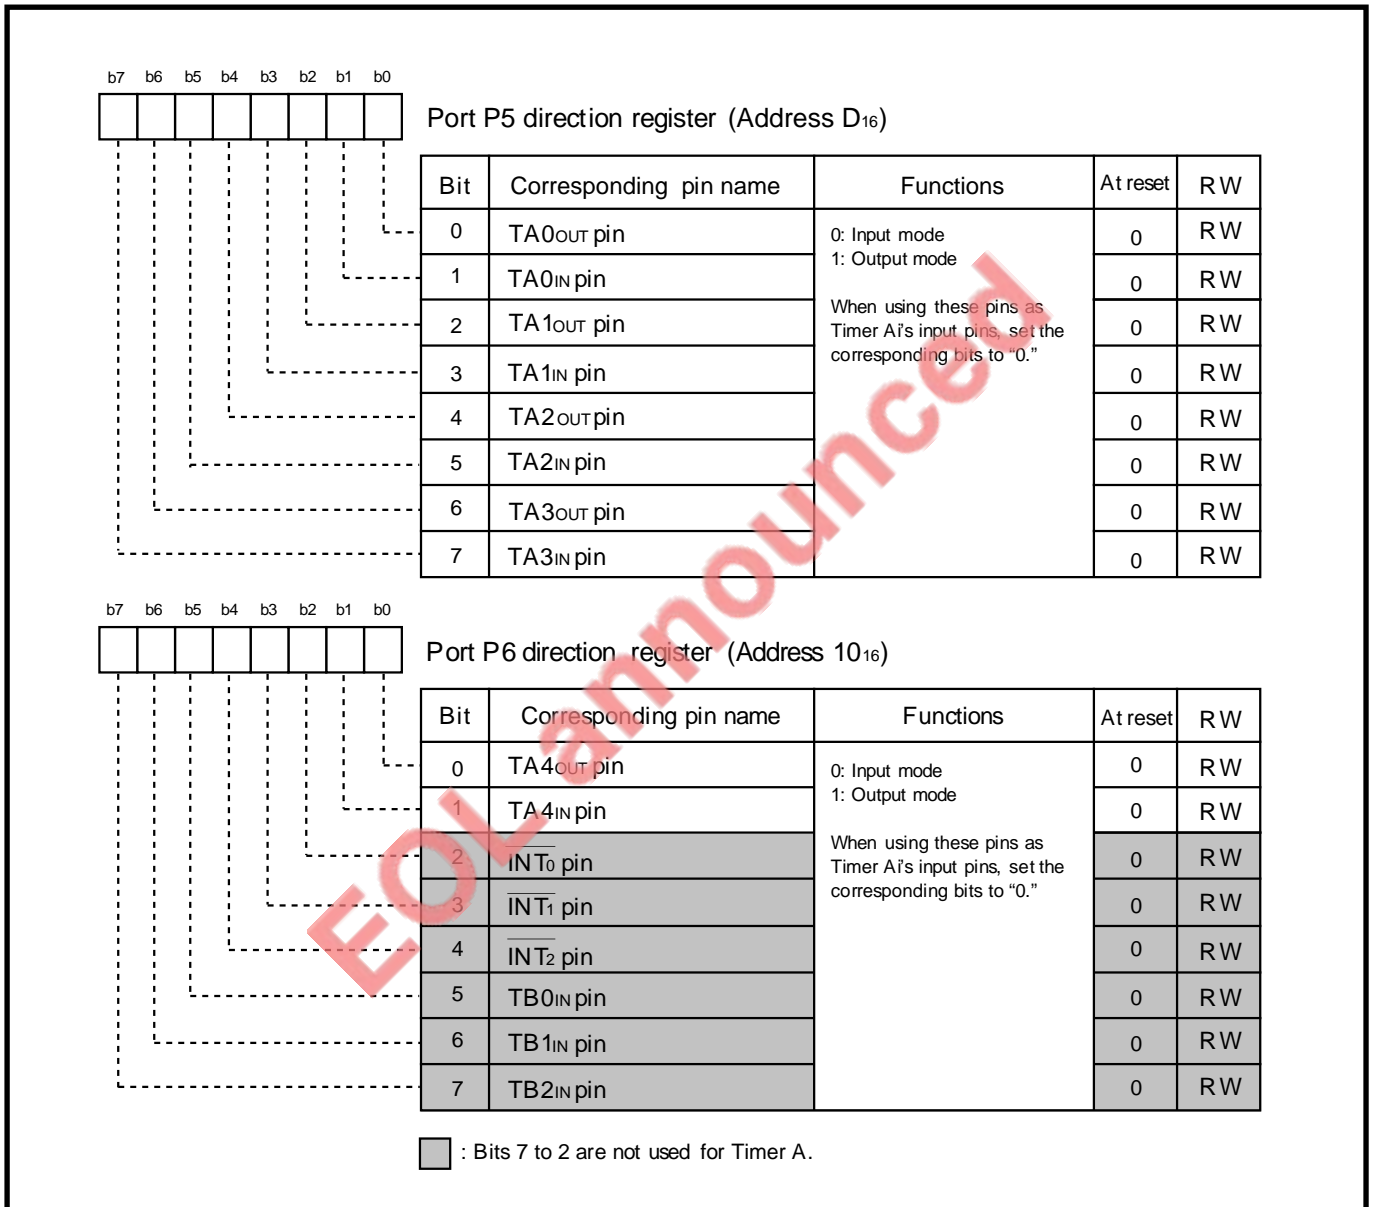 b7 b6 b5 b4 b3 b2 b1 b0
Port P5 direction register (Address D16)
Bit Corresponding pin name Functions At reset RW
0 TA0OUT pin 0 RW
1 TA0IN pin 0 RW
2 TA1OUT pin 0 RW
3 TA1IN pin 0 RW
4 TA2OUT pin 0 RW
5 TA2IN pin 0 RW
6 TA3OUT pin 0 RW
7 TA3IN pin 0 RW
0: Input mode
1: Output mode
When using these pins as
Timer Ai's input pins, set the
corresponding bits to “0.”
b7 b6 b5 b4 b3 b2 b1 b0
Port P6 direction register (Address 1016)
Bit Corresponding pin name Functions At reset RW
0 TA4OUT pin 0 RW
1 TA4IN pin 0 RW
2 INT0 pin 0 RW
3 INT1 pin 0 RW
4 INT2 pin 0 RW
5 TB0IN pin 0 RW
6 TB1IN pin 0 RW
7 TB2IN pin 0 RW
0: Input mode
1: Output mode
When using these pins as
Timer Ai's input pins, set the
corresponding bits to “0.”
: Bits 7 to 2 are not used for Timer A.
EOL announced